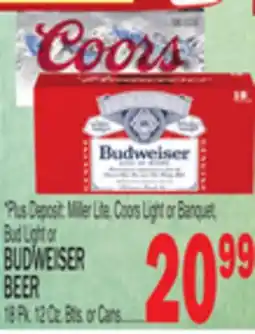 Coors
Budweiser
18
*Plus Deposit: Miller Lite, Coors Light or Banquet,
Bud Light or
BUDWEISER
BEER
18 Pk. 12 Oz. Btls. or Cans......
20 99